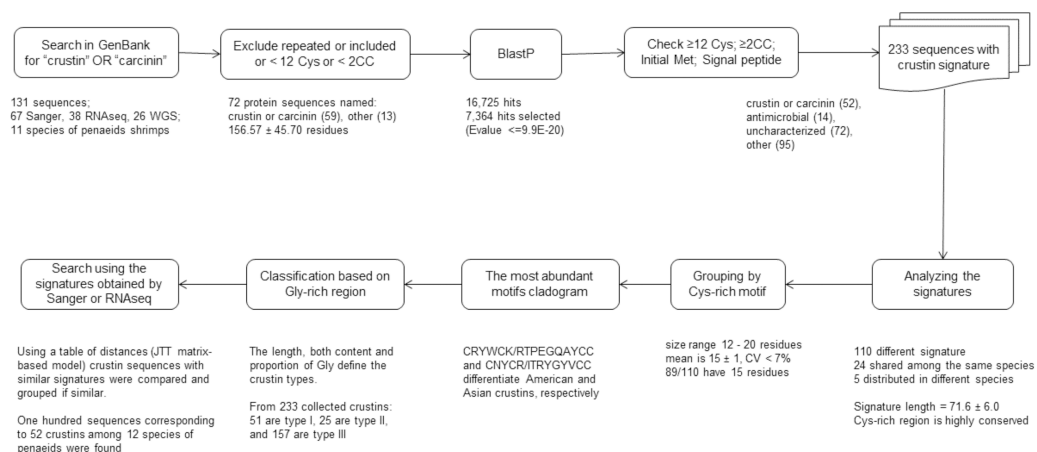 Search in GenBank
for “crustin” OR “carcinin”
131 sequences;
67 Sanger, 38 RNAseq, 26 WGS;
11 species of penaeids shrimps
Exclude repeated or included
or < 12 Cys or < 2CC
72 protein sequences named:
crustin or carcinin (59), other (13)
156.57 ± 45.70 residues
BlastP
16,725 hits
7,364 hits selected
(Evalue <=9.9E-20)
Check ≥12 Cys; ≥2CC;
Initial Met; Signal peptide
crustin or carcinin (52),
antimicrobial (14),
uncharacterized (72),
other (95)
233 sequences with
crustin signature
Analyzing the
signatures
110 different signature
24 shared among the same species
5 distributed in different species
Signature length = 71.6 ± 6.0
Cys-rich region is highly conserved
Grouping by
Cys-rich motif
size range 12 - 20 residues
mean is 15 ± 1, CV < 7%
89/110 have 15 residues
The most abundant
motifs cladogram
CRYWCK/RTPEGQAYCC
and CNYCR/ITRYGYVCC
differentiate American and
Asian crustins, respectively
Classification based on
Gly-rich region
The length, both content and
proportion of Gly define the
crustin types.
From 233 collected crustins:
51 are type I, 25 are type II,
and 157 are type III
Search using the
signatures obtained by
Sanger or RNAseq
Using a table of distances (JTT matrix-
based model) crustin sequences with
similar signatures were compared and
grouped if similar.
One hundred sequences corresponding
to 52 crustins among 12 species of
penaeids were found